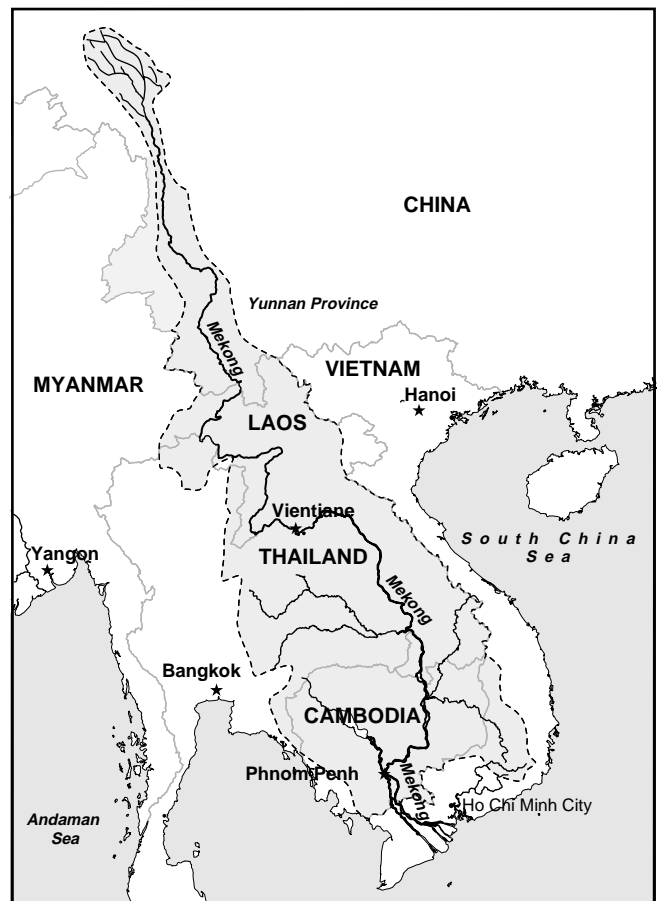 CHINA
Yunnan Province
Mekong
VIETNAM
MYANMAR
Hanoi
LAOS
Vientiane
South China
Sea
Yangon
THAILAND
Mekong
Bangkok
CAMBODIA
Phnom Penh
Mekong
Ho Chi Minh City
Andaman
Sea